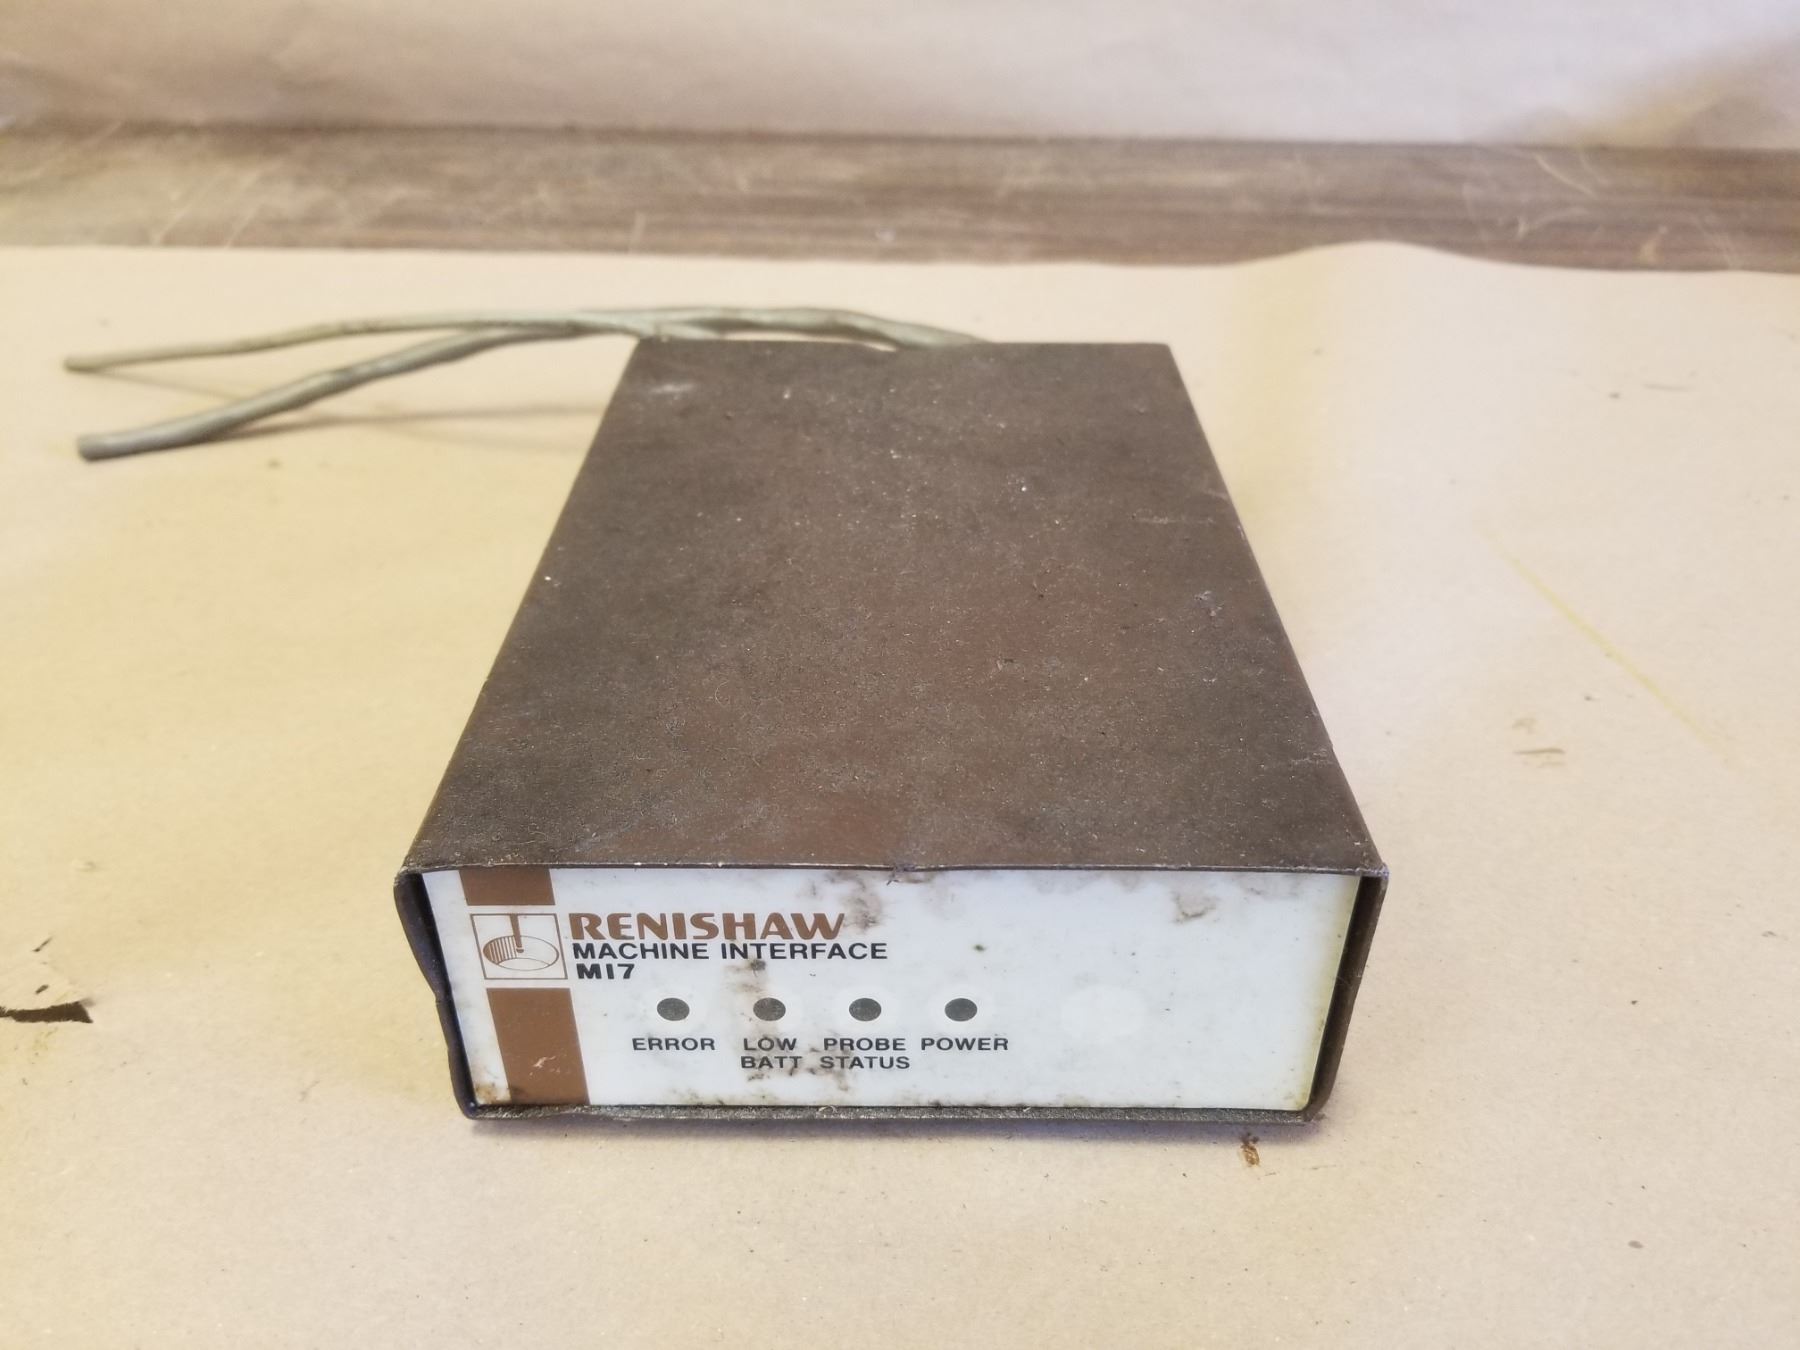 RENISHAW
MACHINE INTERFACE
MI7
ERROR LOW PROBE POWER
BATT STATUS